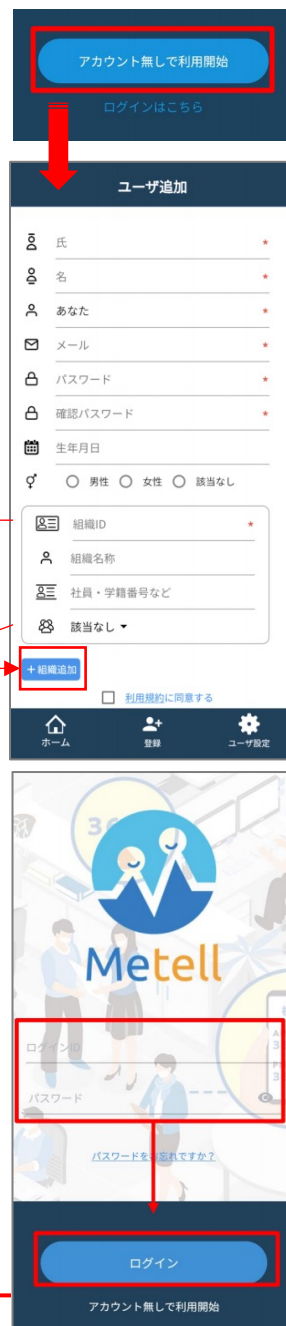 アカウント無しで利用開始
ログインはこちら
ユーザ追加
氏 *
名 *
あなた *
メール *
パスワード *
確認パスワード *
生年月日
男性 女性 該当なし
組織ID *
組織名称
社員・学籍番号など
該当なし
+組織追加
利用規約に同意する
ホーム 登録 ユーザ設定
36
Metell
ログインID
パスワード
パスワードをお忘れですか?
ログイン
アカウント無しで利用開始